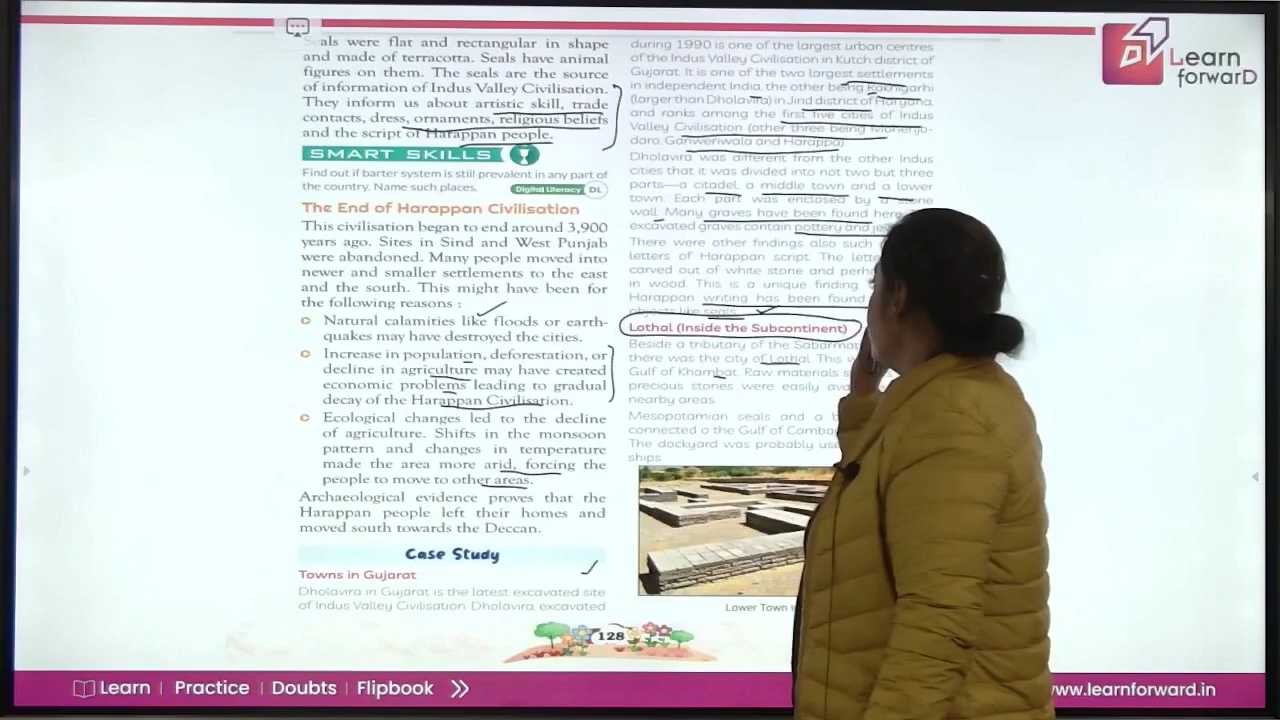 Learn
forwarD
Seals were flat and rectangular in shape
and made of terracotta. Seals have animal
figures on them. The seals are the source
of information of Indus Valley Civilisation.
They inform us about artistic skill, trade
contacts, dress, ornaments, religious beliefs
and the script of Harappan people.
SMART SKILLS
Find out if barter system is still prevalent in any part of
the country. Name such places.
Digital Literacy DL
The End of Harappan Civilisation
This civilisation began to end around 3,900
years ago. Sites in Sind and West Punjab
were abandoned. Many people moved into
newer and smaller settlements to the east
and the south. This might have been for
the following reasons :
Natural calamities like floods or earth-
quakes may have destroyed the cities.
Increase in population, deforestation, or
decline in agriculture may have created
economic problems leading to gradual
decay of the Harappan Civilisation.
Ecological changes led to the decline
of agriculture. Shifts in the monsoon
pattern and changes in temperature
made the area more arid, forcing the
people to move to other areas.
Archaeological evidence proves that the
Harappan people left their homes and
moved south towards the Deccan.
Case Study
Towns in Gujarat
Dholavira in Gujarat is the latest excavated site
of Indus Valley Civilisation Dholavira, excavated
during 1990 is one of the largest urban centres
of the Indus Valley Civilisation in Kutch district of
Gujarat. It is one of the two largest settlements
in independent India, the other being Rakhigarhi
(larger than Dholavira) in Jind district of Haryana
and ranks among the first five cities of Indus
Valley Civilisation (other three being Mohenja-
daro, Ganweriwala and Harappa)
Dholavira was different from the other Indus
cities that it was divided into not two but three
parts—a citadel, a middle town and a lower
town. Each part was enclosed by a stone
wall. Many graves have been found here
excavated graves contain pottery and
There were other findings also such
letters of Harappan script. The
carved out of white stone and
in wood. This is a unique finding
Harappan writing has been found
objects like seals.
Lothal (Inside the Subcontinent)
Beside a tributary of the
there was the city of Lothal. This
Gulf of Khambat. Raw materials
precious stones were easily
nearby areas
Mesopotamian seals and a
connected o the Gulf of
The dockyard was probably
ships
Lower Town
128
Learn | Practice | Doubts | Flipbook
www.learnforward.in